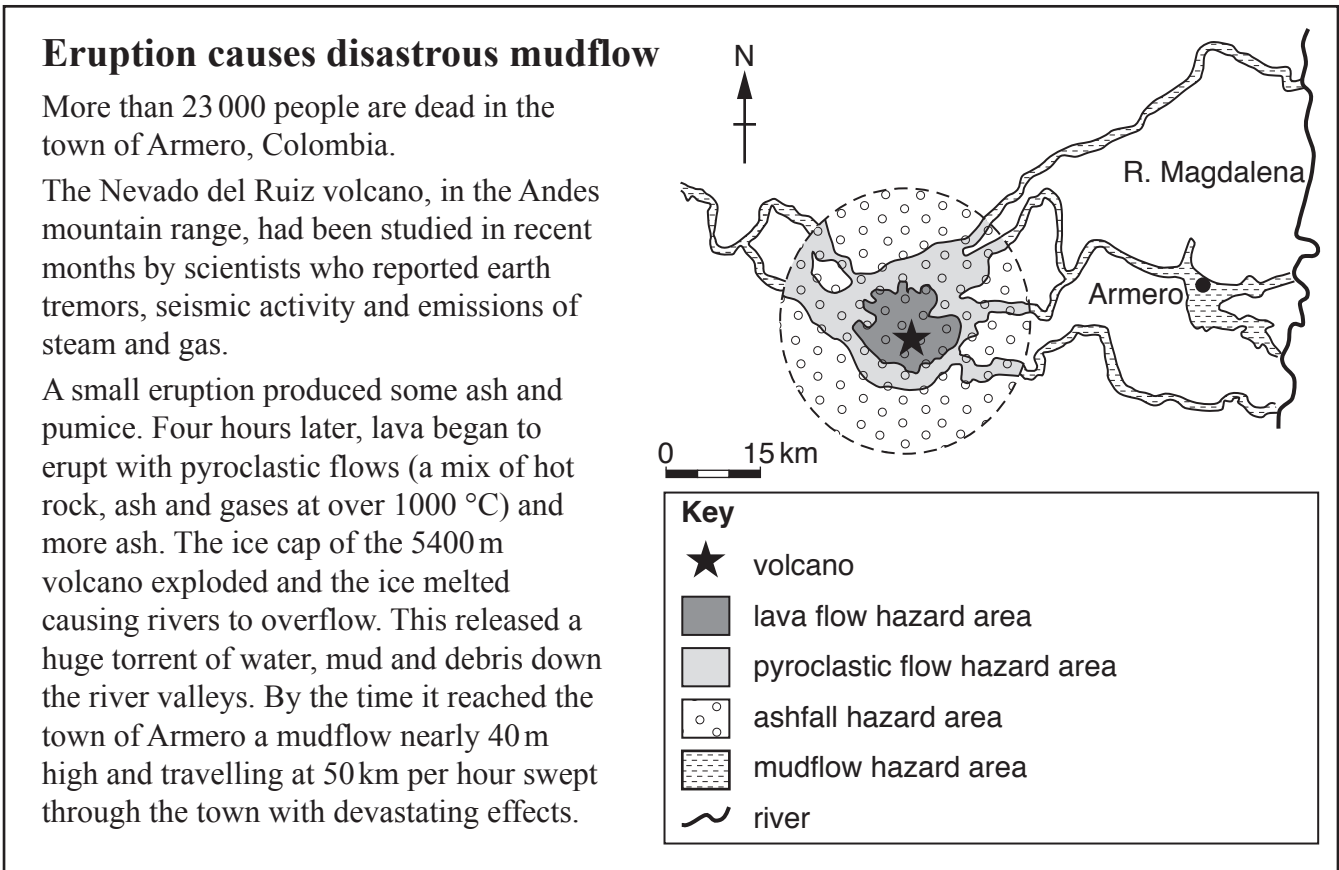 Eruption causes disastrous mudflow
More than 23 000 people are dead in the
town of Armero, Colombia.
The Nevado del Ruiz volcano, in the Andes
mountain range, had been studied in recent
months by scientists who reported earth
tremors, seismic activity and emissions of
steam and gas.
A small eruption produced some ash and
pumice. Four hours later, lava began to
erupt with pyroclastic flows (a mix of hot
rock, ash and gases at over 1000 °C) and
more ash. The ice cap of the 5400 m
volcano exploded and the ice melted
causing rivers to overflow. This released a
huge torrent of water, mud and debris down
the river valleys. By the time it reached the
town of Armero a mudflow nearly 40 m
high and travelling at 50 km per hour swept
through the town with devastating effects.
N
R. Magdalena
Armero
0 15 km
Key
volcano
lava flow hazard area
pyroclastic flow hazard area
ashfall hazard area
mudflow hazard area
river